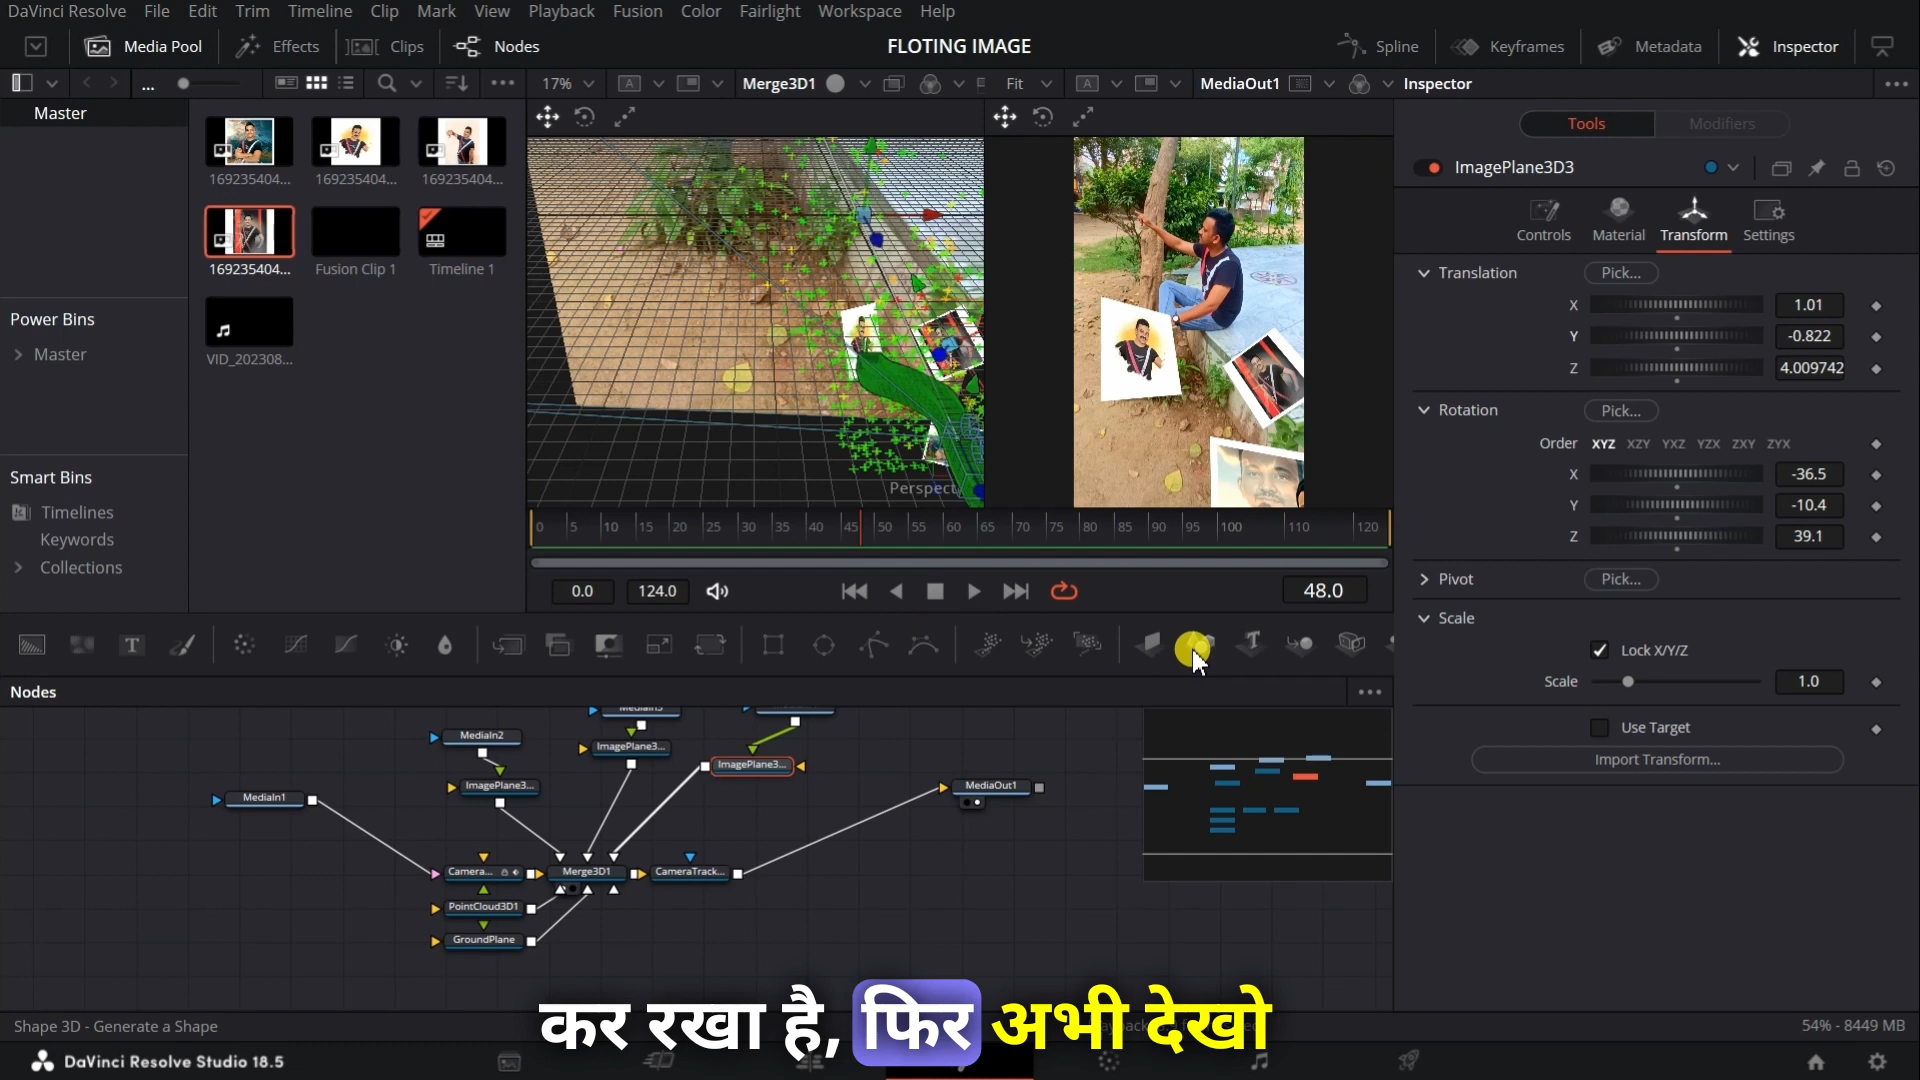 DaVinci Resolve File Edit Trim Timeline Clip Mark View Playback Fusion Color Fairlight Workspace Help
Media Pool Effects Clips Nodes FLOTING IMAGE Spline Keyframes Metadata Inspector
... 17% Merge3D1 Fit MediaOut1 Inspector
Master
169235404... 169235404... 169235404...
169235404... Fusion Clip 1 Timeline 1
VID_202308...
Power Bins
Master
Smart Bins
Timelines
Keywords
Collections
Perspect
0 5 10 15 20 25 30 35 40 45 50 55 60 65 70 75 80 85 90 95 100 110 120
0.0 124.0 48.0
Tools Modifiers
ImagePlane3D3
Controls Material Transform Settings
Translation Pick...
X 1.01
Y -0.822
Z 4.009742
Rotation Pick...
Order XYZ XZY YXZ YZX ZXY ZYX
X -36.5
Y -10.4
Z 39.1
Pivot Pick...
Scale
Lock X/Y/Z
Scale 1.0
Use Target
Import Transform...
Nodes
MediaIn2 ImagePlane3... ImagePlane3...
ImagePlane3...
MediaIn1 MediaOut1
Camera... Merge3D1 CameraTrack...
PointCloud3D1
GroundPlane
कर रखा है, फिर अभी देखो
Shape 3D - Generate a Shape 54% - 8449 MB
DaVinci Resolve Studio 18.5